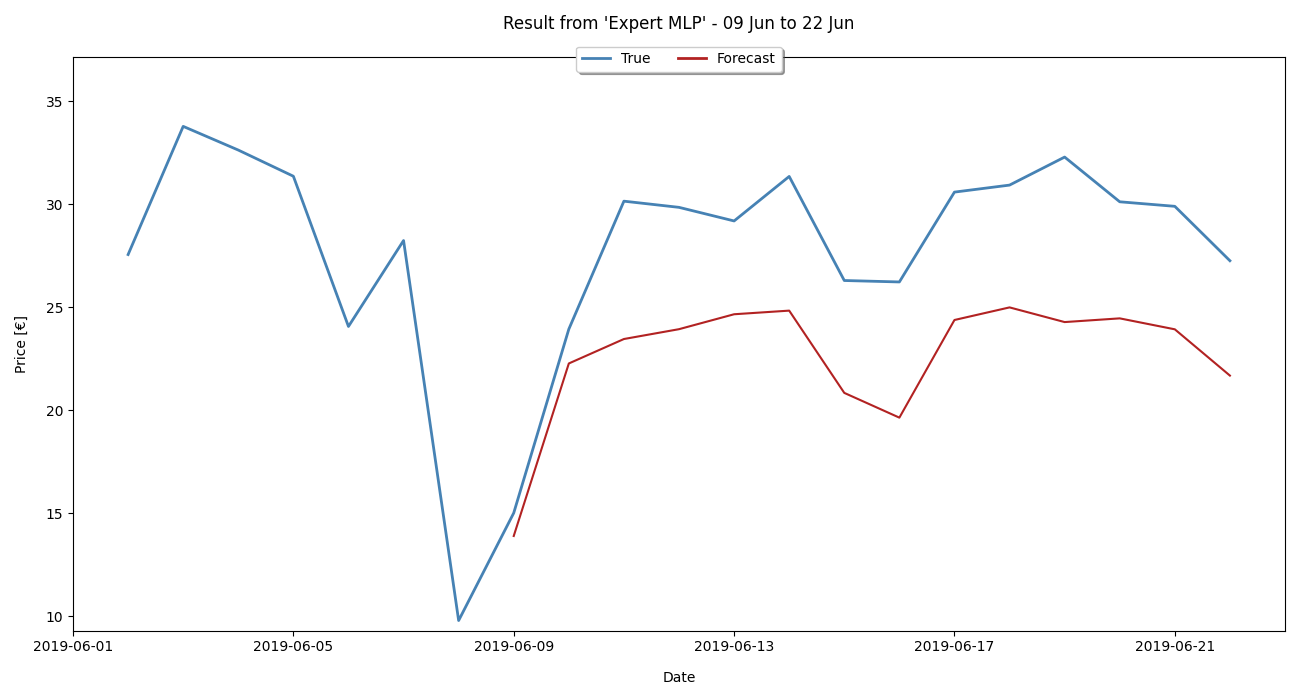 Result from 'Expert MLP' - 09 Jun to 22 Jun
True Forecast
35
30
25
20
15
10
Price [€]
2019-06-01 2019-06-05 2019-06-09 2019-06-13 2019-06-17 2019-06-21
Date